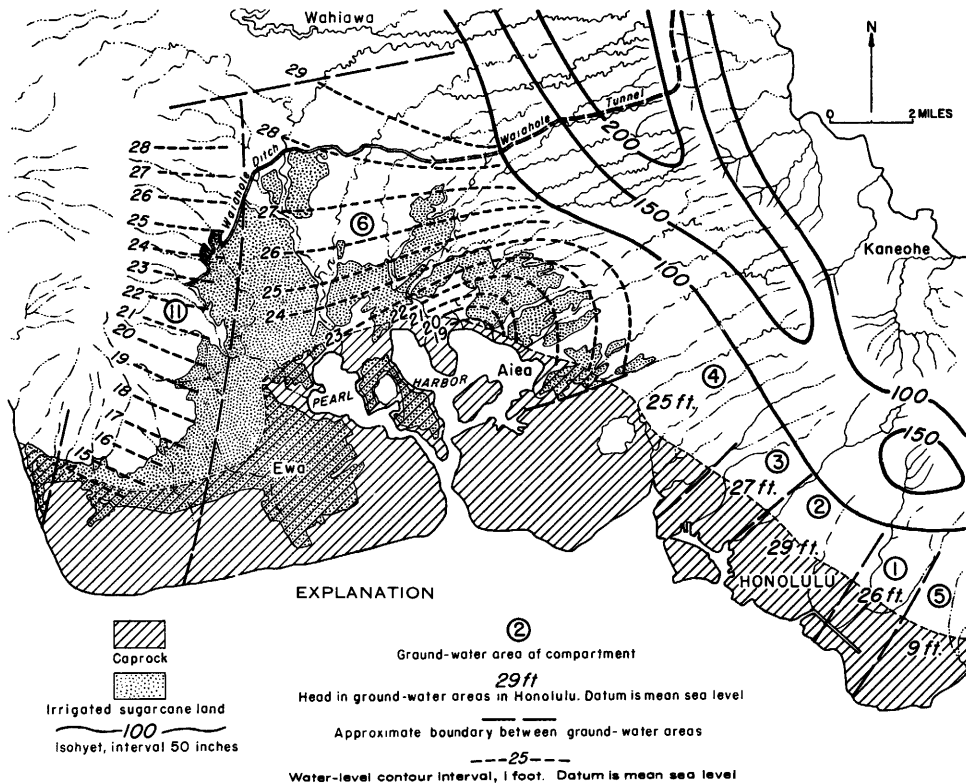 Wahiawa
N
0 2 MILES
29
200
Waiahole Tunnel
28
28
27
26
25
24
23
22
21
20
19
18
17
16
15
Waiahole Ditch
27
26
25
24
23
22
21
20
19
6
11
150
100
Kaneohe
100
150
PEARL HARBOR
Aiea
Ewa
4
25 ft.
3
27 ft.
2
29 ft.
HONOLULU
1
26 ft.
5
9 ft.
EXPLANATION
Caprock
Irrigated sugarcane land
100
Isohyet, interval 50 inches
2
Ground-water area of compartment
29 ft
Head in ground-water areas in Honolulu. Datum is mean sea level
Approximate boundary between ground-water areas
25
Water-level contour interval, 1 foot. Datum is mean sea level